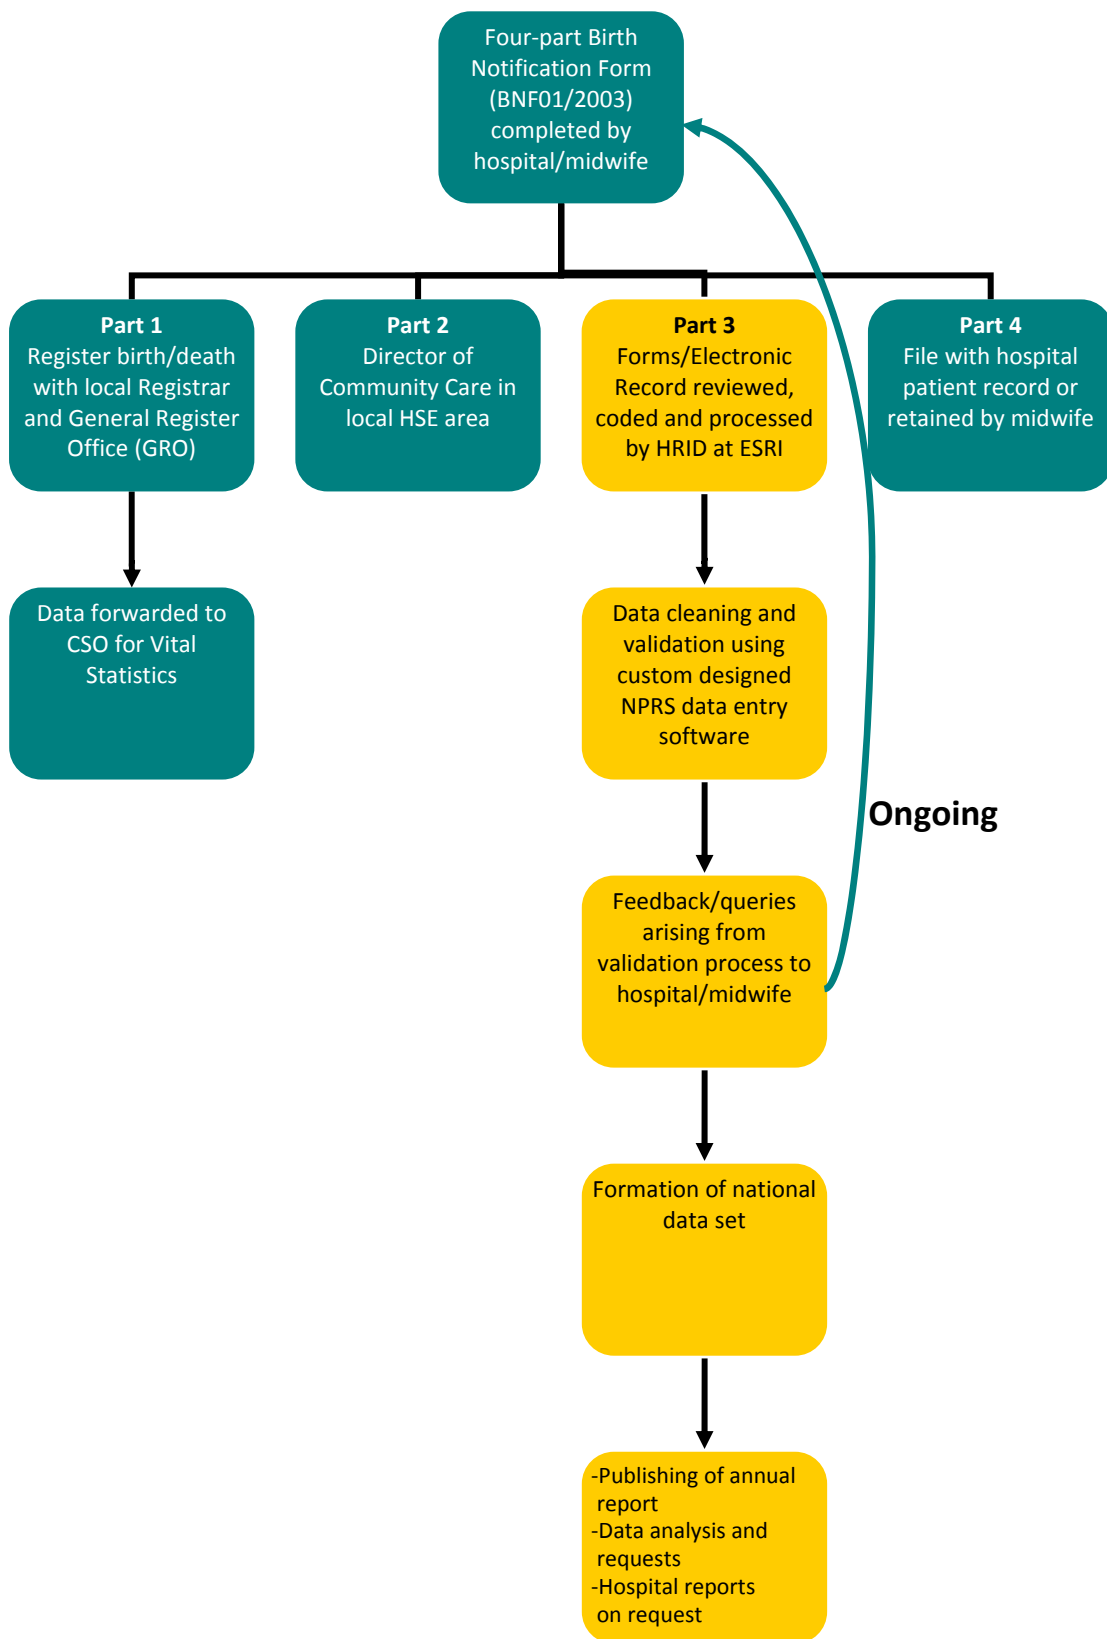 Four-part Birth
Notification Form
(BNF01/2003)
completed by
hospital/midwife
Part 1
Register birth/death
with local Registrar
and General Register
Office (GRO)
Part 2
Director of
Community Care in
local HSE area
Part 3
Forms/Electronic
Record reviewed,
coded and processed
by HRID at ESRI
Part 4
File with hospital
patient record or
retained by midwife
Data forwarded to
CSO for Vital
Statistics
Data cleaning and
validation using
custom designed
NPRS data entry
software
Ongoing
Feedback/queries
arising from
validation process to
hospital/midwife
Formation of national
data set
-Publishing of annual
report
-Data analysis and
requests
-Hospital reports
on request